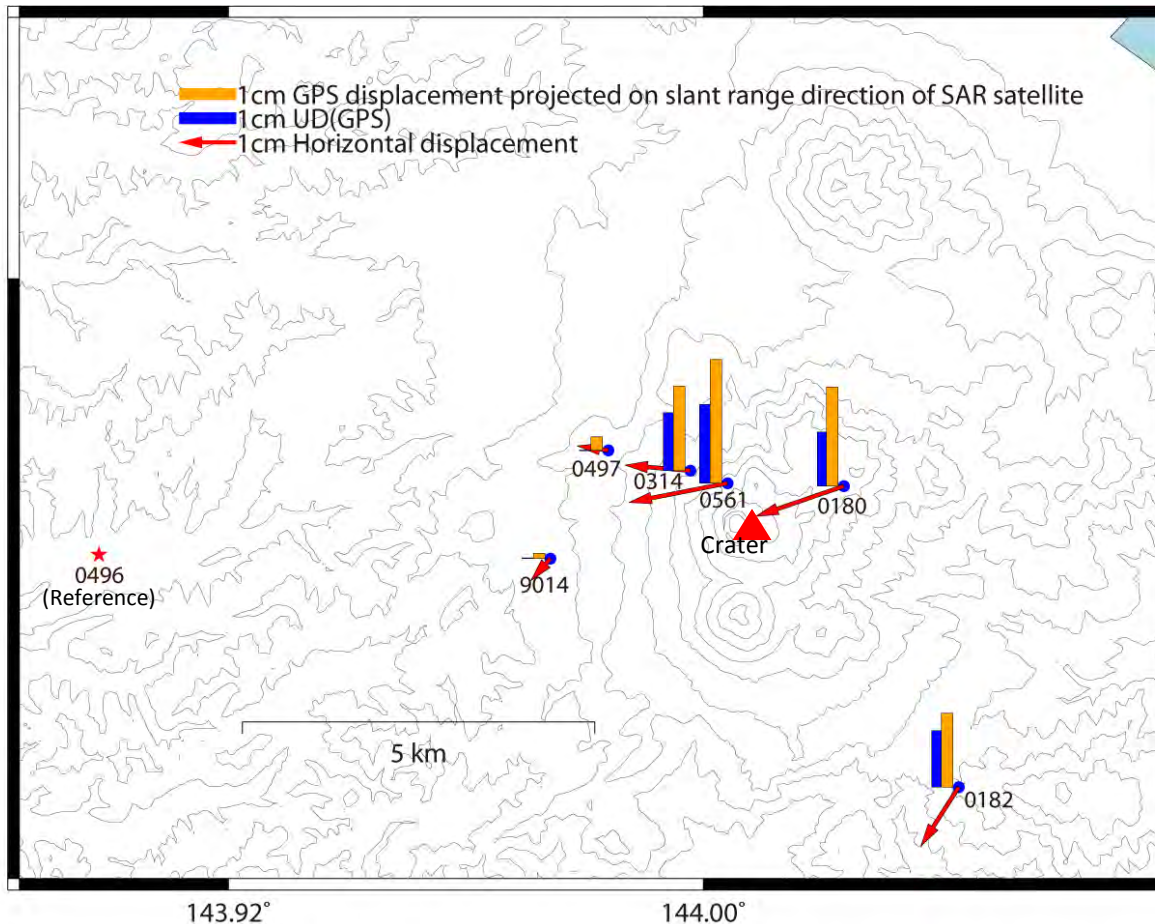 1cm GPS displacement projected on slant range direction of SAR satellite
1cm UD(GPS)
1cm Horizontal displacement
0497
0314
0561
0180
Crater
0496
(Reference)
9014
5 km
0182
143.92°
144.00°